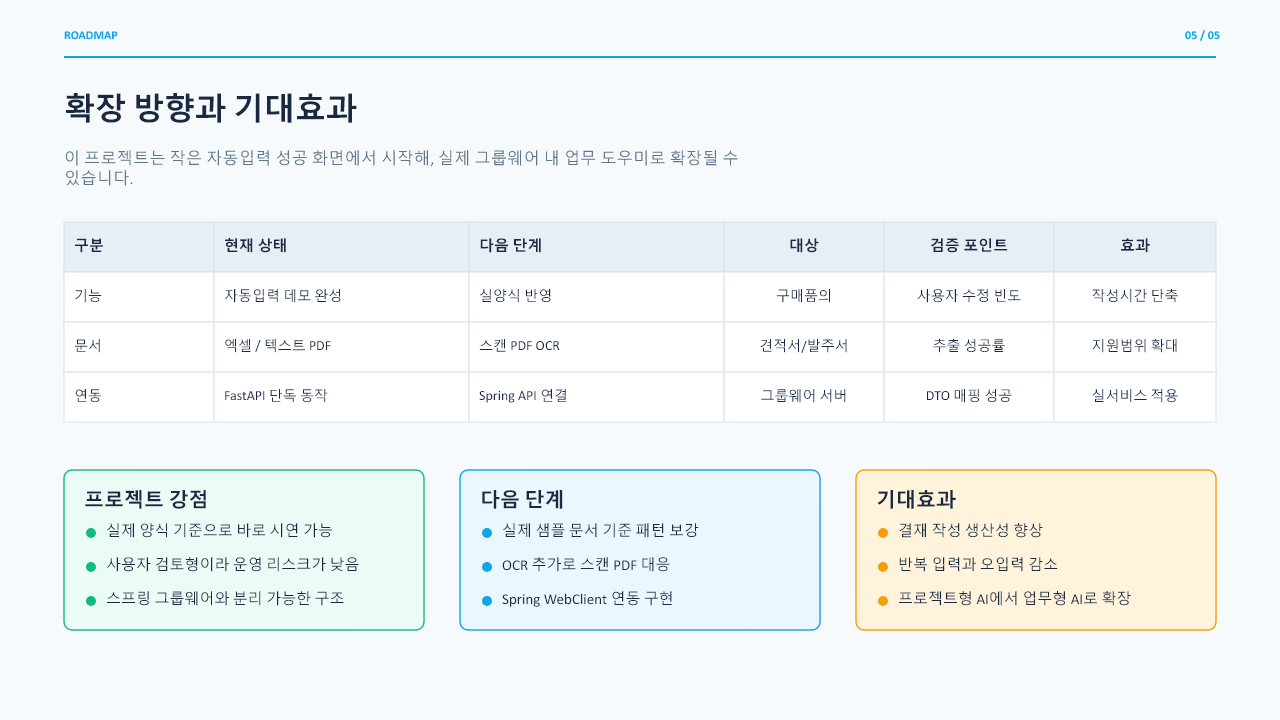 ROADMAP
05 / 05
확장 방향과 기대효과
이 프로젝트는 작은 자동입력 성공 화면에서 시작해, 실제 그룹웨어 내 업무 도우미로 확장될 수
있습니다.
구분 현재 상태 다음 단계 대상 검증 포인트 효과
기능 자동입력 데모 완성 실양식 반영 구매품의 사용자 수정 빈도 작성시간 단축
문서 엑셀 / 텍스트 PDF 스캔 PDF OCR 견적서/발주서 추출 성공률 지원범위 확대
연동 FastAPI 단독 동작 Spring API 연결 그룹웨어 서버 DTO 매핑 성공 실서비스 적용
프로젝트 강점
실제 양식 기준으로 바로 시연 가능
사용자 검토형이라 운영 리스크가 낮음
스프링 그룹웨어와 분리 가능한 구조
다음 단계
실제 샘플 문서 기준 패턴 보강
OCR 추가로 스캔 PDF 대응
Spring WebClient 연동 구현
기대효과
결재 작성 생산성 향상
반복 입력과 오입력 감소
프로젝트형 AI에서 업무형 AI로 확장